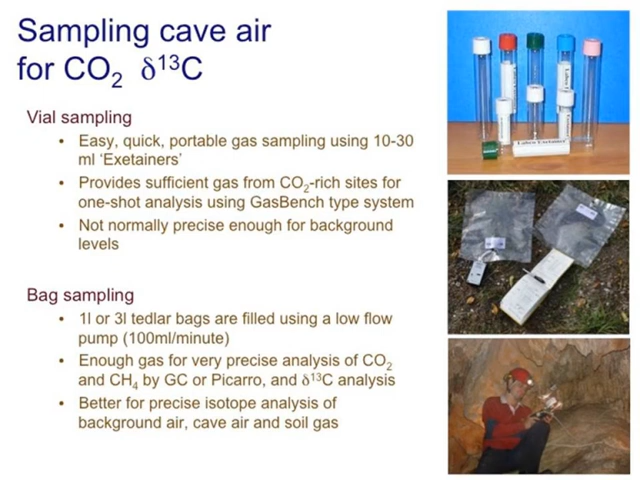 Sampling cave air
for CO₂ δ¹³C
Vial sampling
• Easy, quick, portable gas sampling using 10-30
ml ‘Exetainers’
• Provides sufficient gas from CO₂-rich sites for
one-shot analysis using GasBench type system
• Not normally precise enough for background
levels
Bag sampling
• 1l or 3l tedlar bags are filled using a low flow
pump (100ml/minute)
• Enough gas for very precise analysis of CO₂
and CH₄ by GC or Picarro, and δ¹³C analysis
• Better for precise isotope analysis of
background air, cave air and soil gas